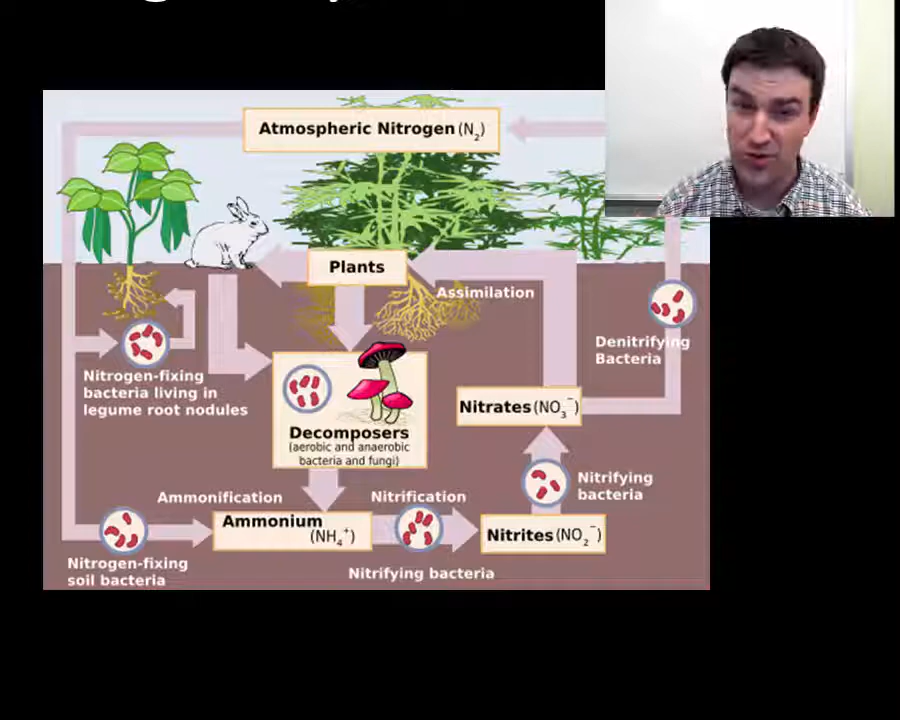 Atmospheric Nitrogen (N2)
Plants
Assimilation
Denitrifying
Bacteria
Nitrogen-fixing
bacteria living in
legume root nodules
Nitrates (NO3−)
Decomposers
(aerobic and anaerobic
bacteria and fungi)
Nitrifying
bacteria
Ammonification
Nitrification
Ammonium
(NH4+)
Nitrites (NO2−)
Nitrogen-fixing
soil bacteria
Nitrifying bacteria